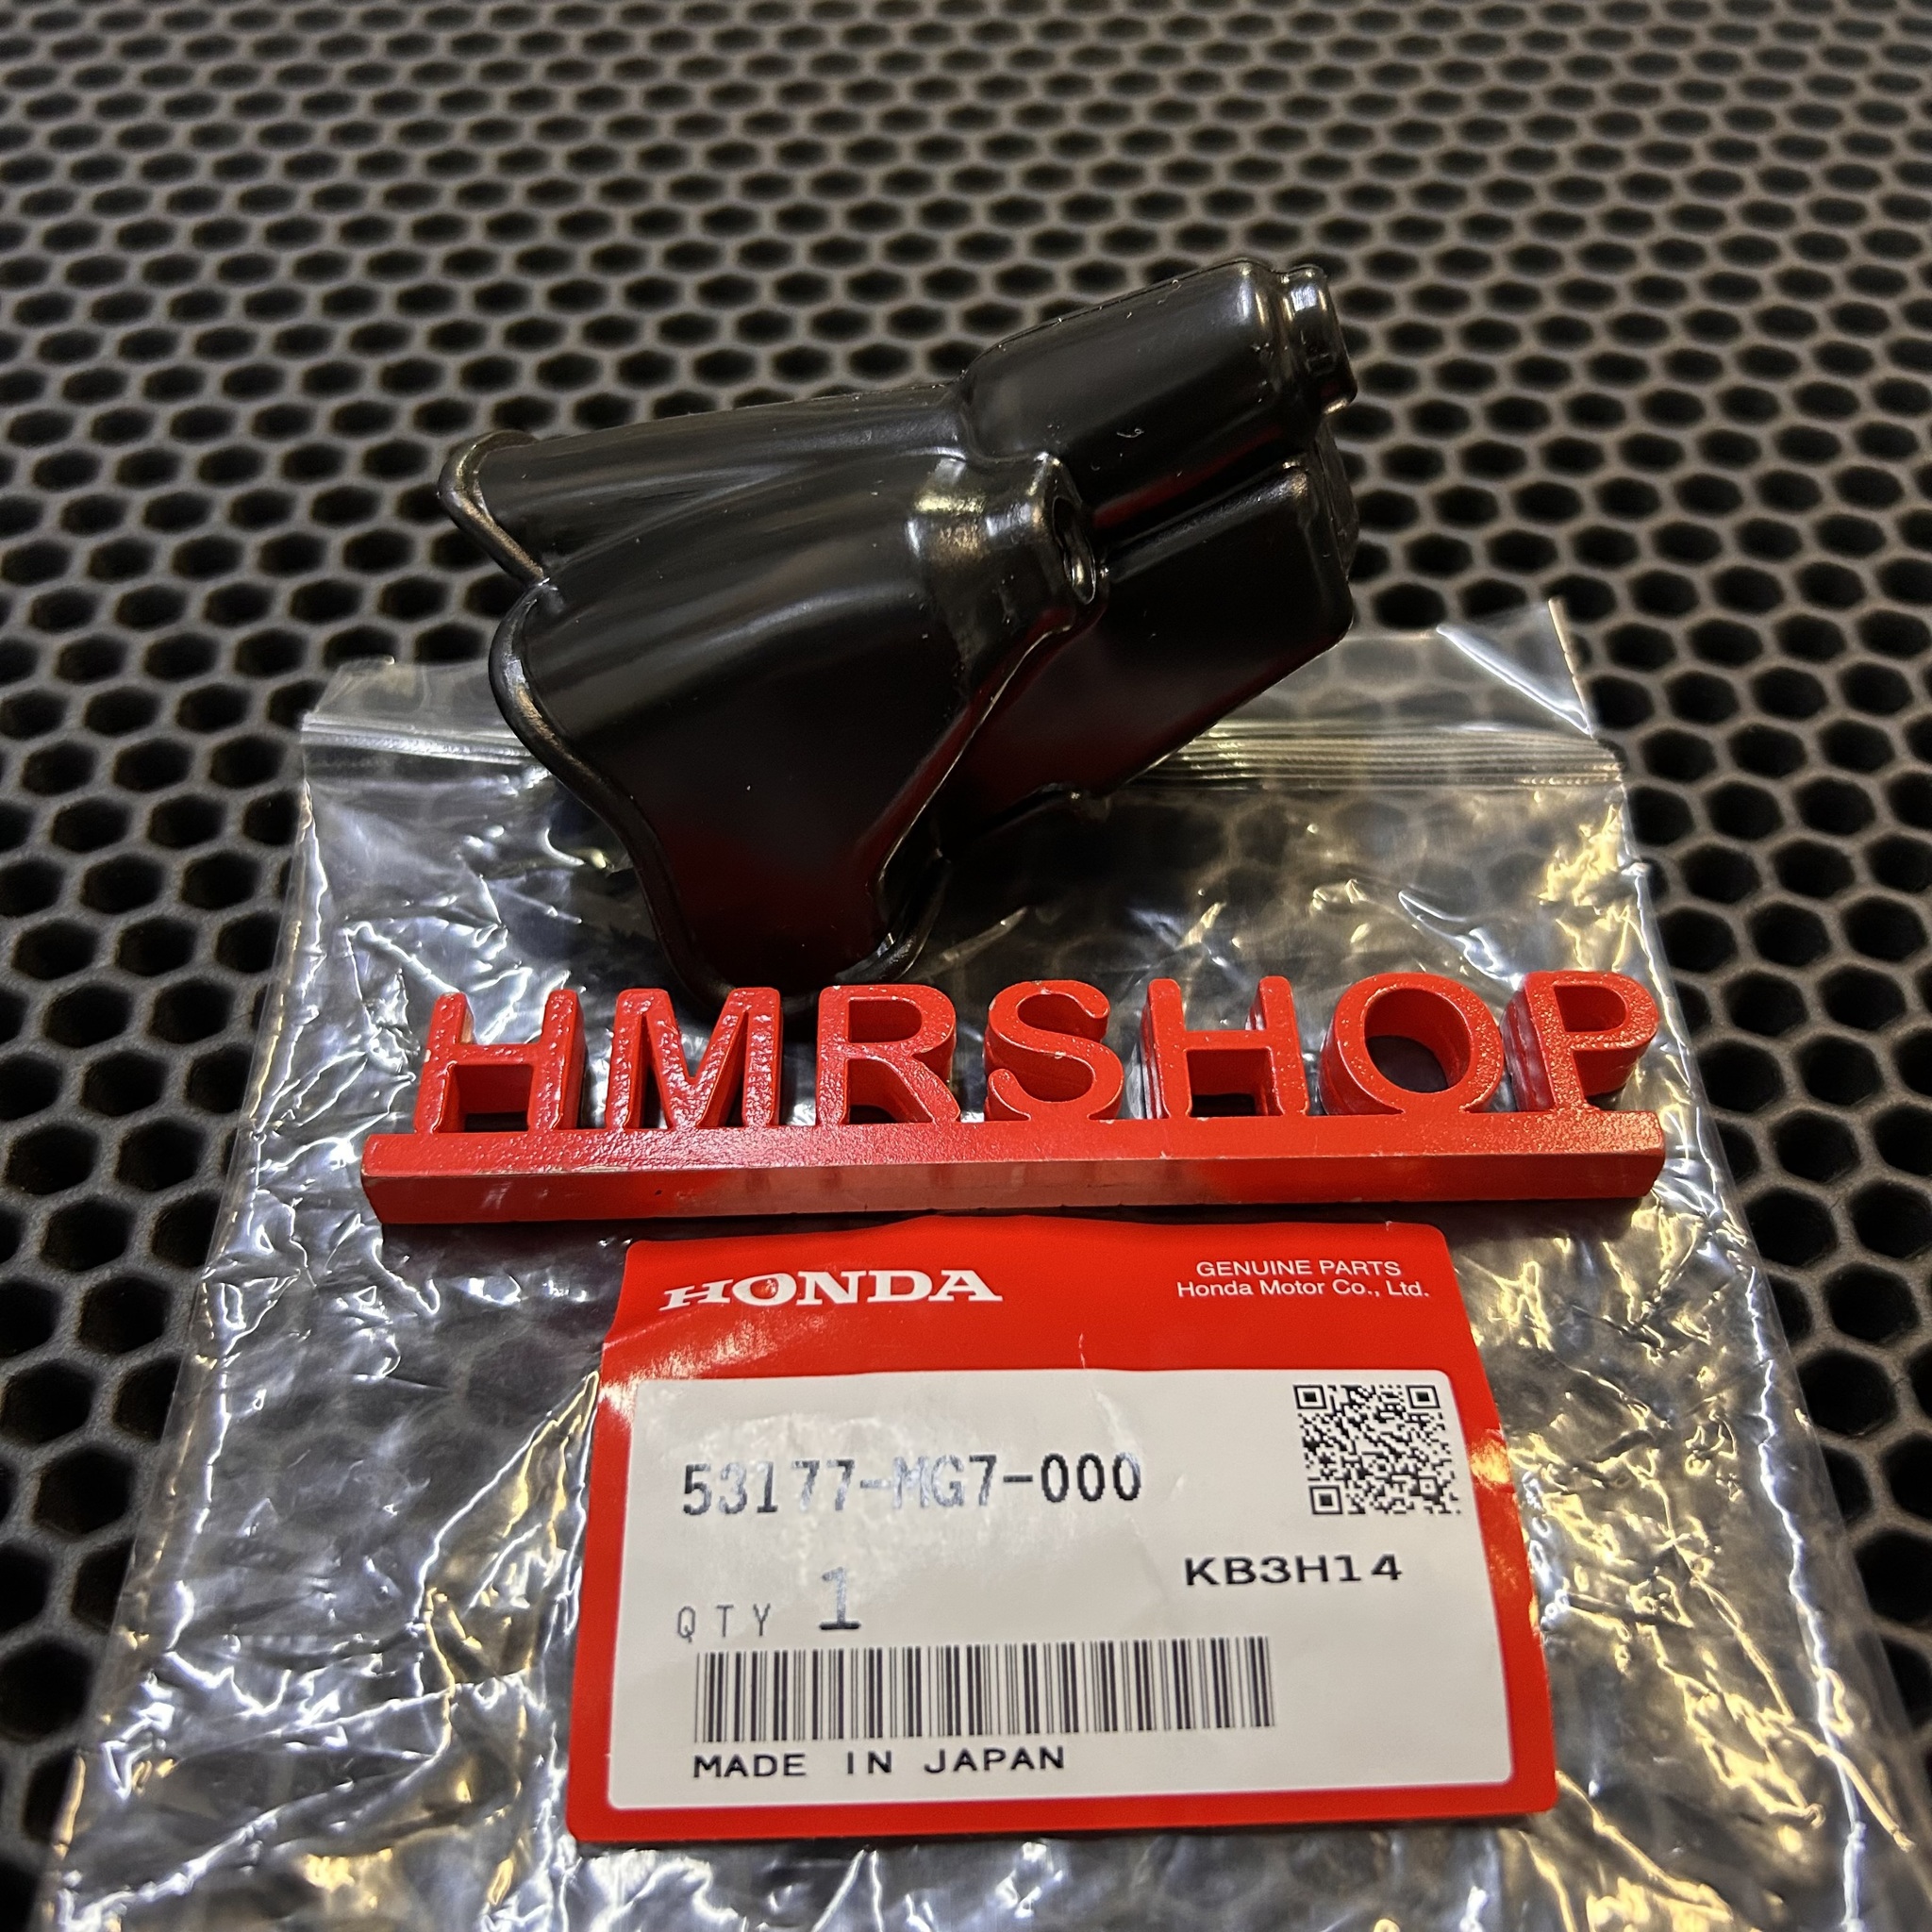 HMRSHOP
HONDA
GENUINE PARTS
Honda Motor Co., Ltd.
53177-MG7-000
KB3H14
QTY 1
MADE IN JAPAN